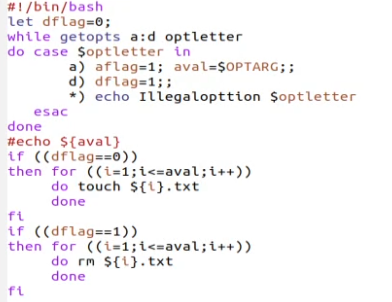 #!/bin/bash
let dflag=0;
while getopts a:d optletter
do case $optletter in
a) aflag=1; aval=$OPTARG;;
d) dflag=1;;
*) echo Illegalopttion $optletter
esac
done
#echo ${aval}
if ((dflag==0))
then for ((i=1;i<=aval;i++))
do touch ${i}.txt
done
fi
if ((dflag==1))
then for ((i=1;i<=aval;i++))
do rm ${i}.txt
done
fi